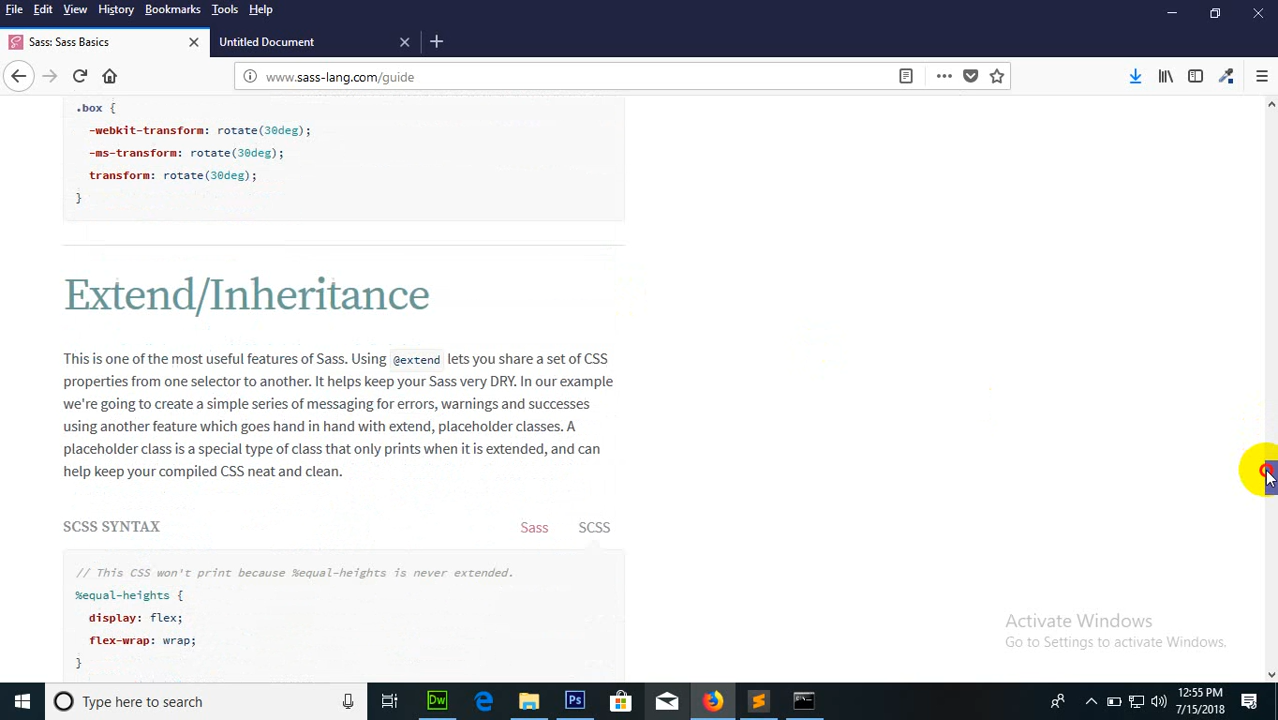 File Edit View History Bookmarks Tools Help
Sass: Sass Basics
Untitled Document
www.sass-lang.com/guide
.box {
-webkit-transform: rotate(30deg);
-ms-transform: rotate(30deg);
transform: rotate(30deg);
}
Extend/Inheritance
This is one of the most useful features of Sass. Using @extend lets you share a set of CSS
properties from one selector to another. It helps keep your Sass very DRY. In our example
we're going to create a simple series of messaging for errors, warnings and successes
using another feature which goes hand in hand with extend, placeholder classes. A
placeholder class is a special type of class that only prints when it is extended, and can
help keep your compiled CSS neat and clean.
SCSS SYNTAX Sass SCSS
// This CSS won't print because %equal-heights is never extended.
%equal-heights {
display: flex;
flex-wrap: wrap;
}
Activate Windows
Go to Settings to activate Windows.
Type here to search
Dw
Ps
12:55 PM
7/15/2018